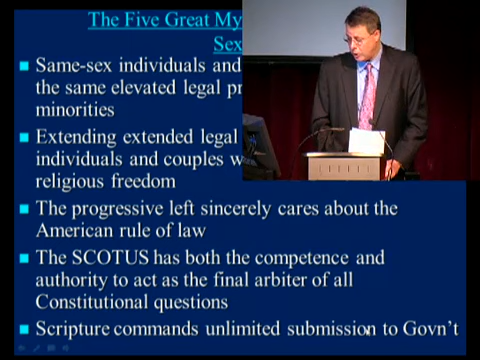 The Five Great My
Sex
Same-sex individuals and
the same elevated legal pr
minorities
Extending extended legal
individuals and couples w
religious freedom
The progressive left sincerely cares about the
American rule of law
The SCOTUS has both the competence and
authority to act as the final arbiter of all
Constitutional questions
Scripture commands unlimited submission to Govn't